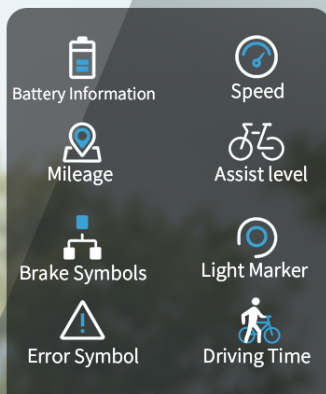 Battery Information
Speed
Mileage
Assist level
Brake Symbols
Light Marker
Error Symbol
Driving Time